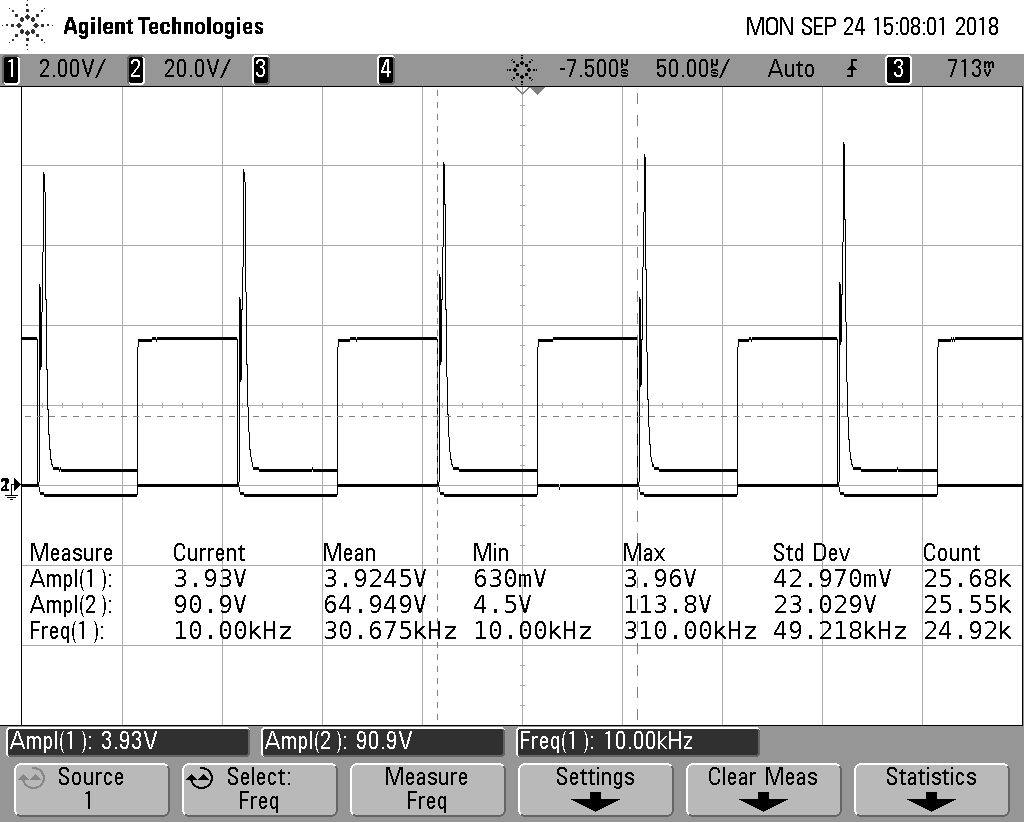 Agilent Technologies MON SEP 24 15:08:01 2018
1 2.00V/ 2 20.0V/ 3 4 -7.500µs 50.00µs/ Auto 3 713mV
2
Measure Current Mean Min Max Std Dev Count
Ampl(1): 3.93V 3.9245V 630mV 3.96V 42.970mV 25.68k
Ampl(2): 90.9V 64.949V 4.5V 113.8V 23.029V 25.55k
Freq(1): 10.00kHz 30.675kHz 10.00kHz 310.00kHz 49.218kHz 24.92k
Ampl(1): 3.93V Ampl(2): 90.9V Freq(1): 10.00kHz
Source Select: Measure Settings Clear Meas Statistics
1 Freq Freq